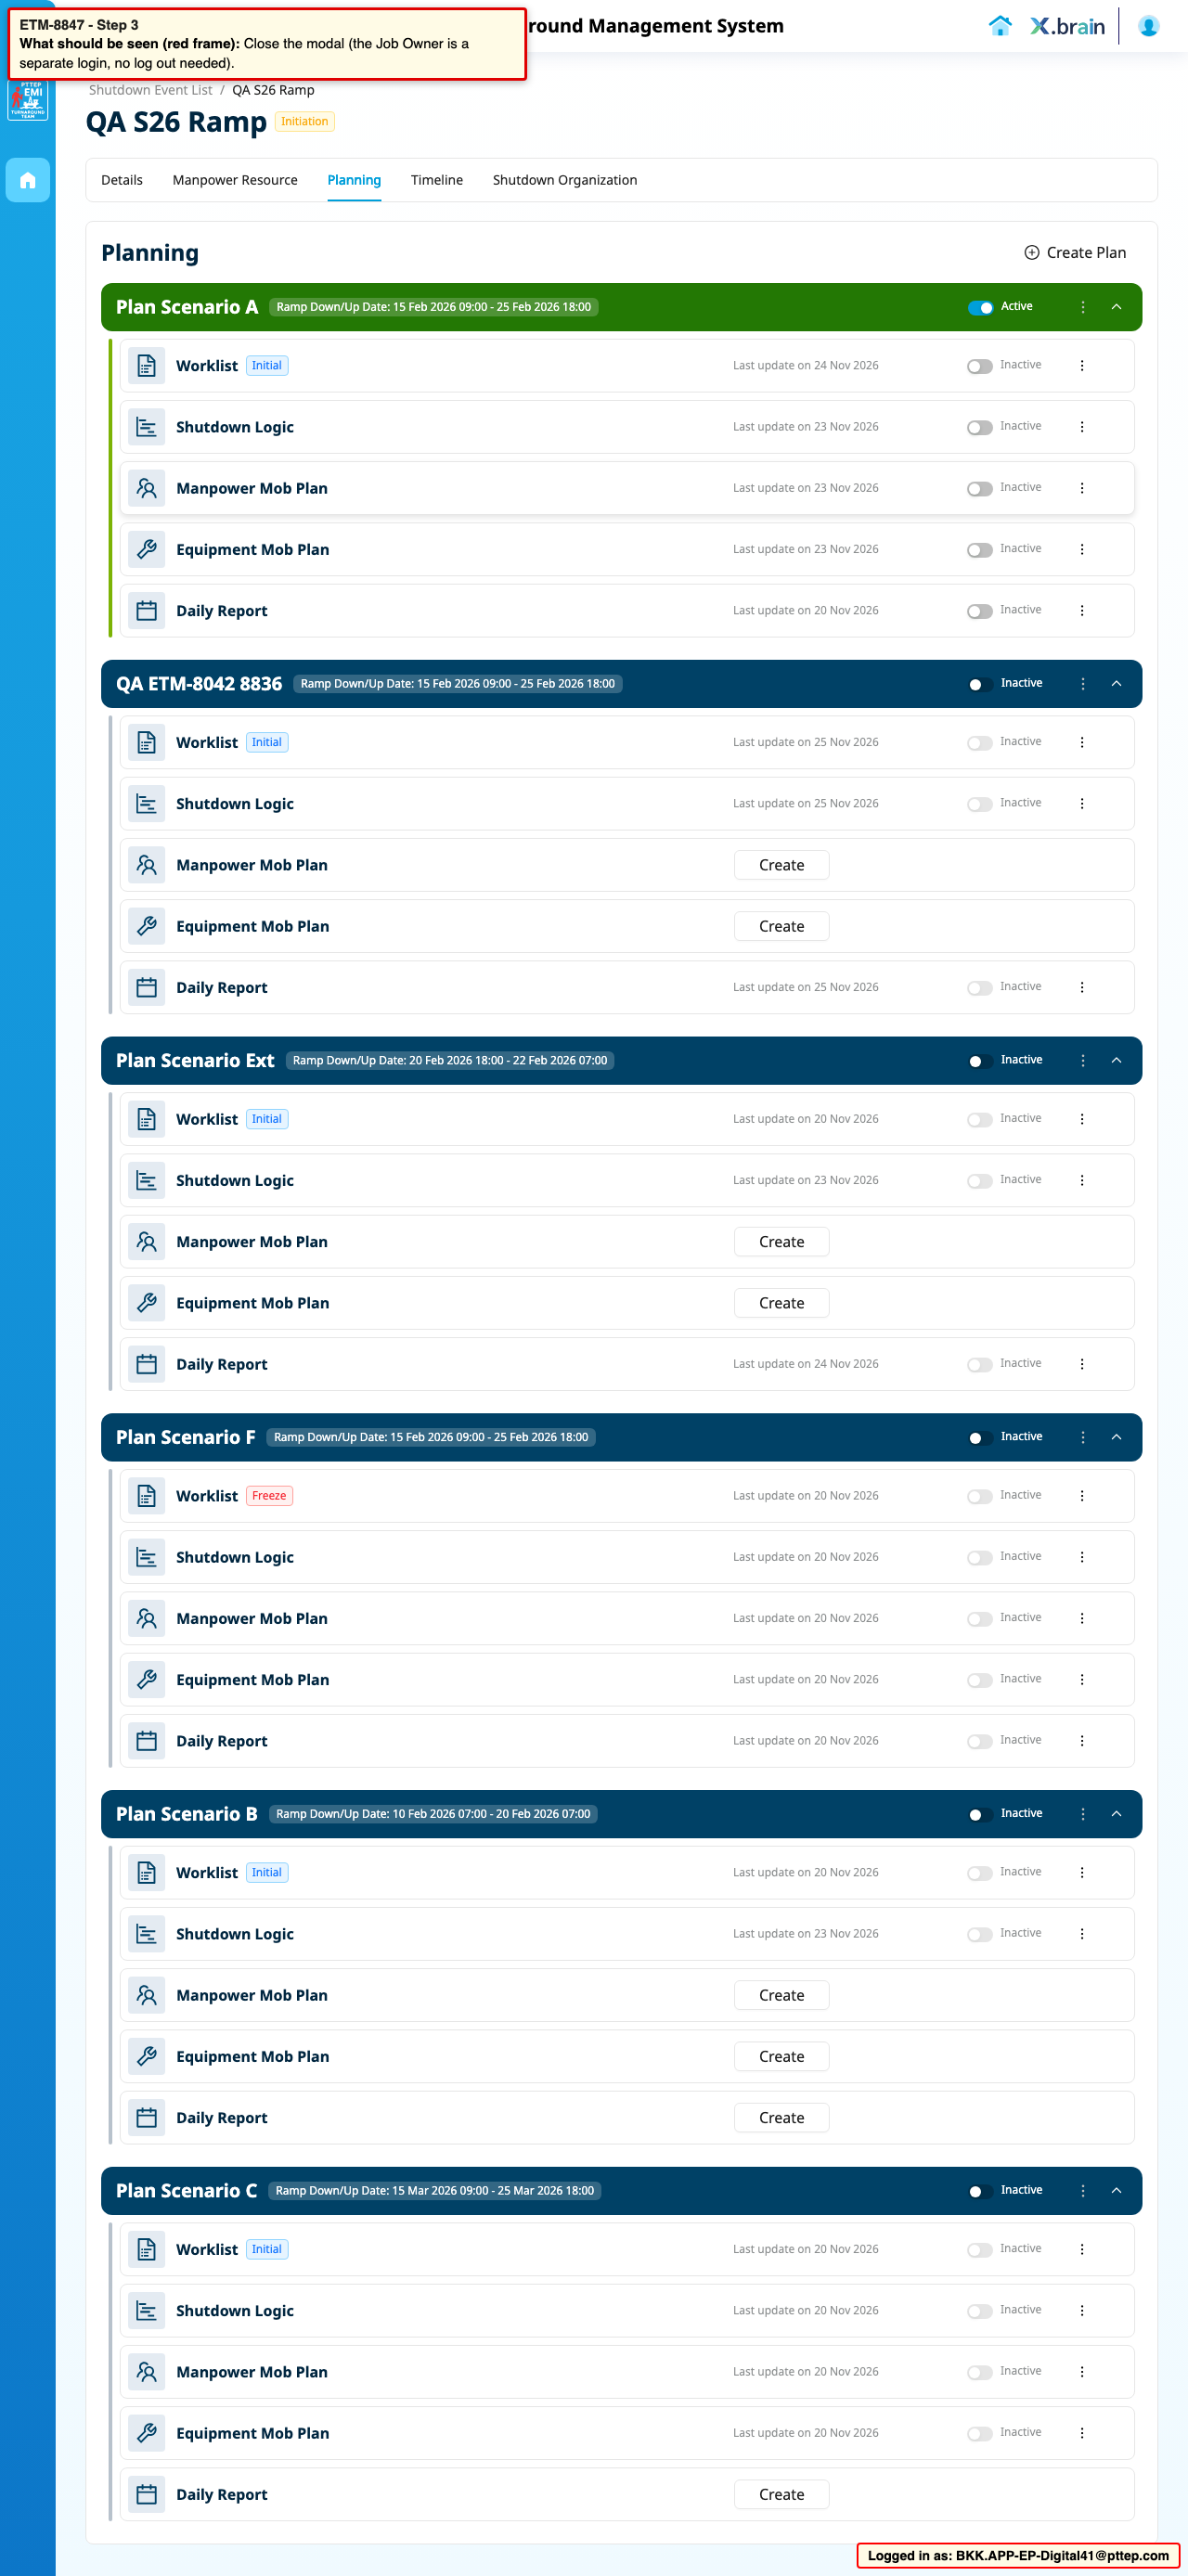 ETM-8847 - Step 3
What should be seen (red frame): Close the modal (the Job Owner is a
separate login, no log out needed).
round Management System
X.brain
PTTEP
EMI
TURNAROUND
TEAM
Shutdown Event List / QA S26 Ramp
QA S26 Ramp Initiation
Details Manpower Resource Planning Timeline Shutdown Organization
Planning Create Plan
Plan Scenario A Ramp Down/Up Date: 15 Feb 2026 09:00 - 25 Feb 2026 18:00 Active
Worklist Initial Last update on 24 Nov 2026 Inactive
Shutdown Logic Last update on 23 Nov 2026 Inactive
Manpower Mob Plan Last update on 23 Nov 2026 Inactive
Equipment Mob Plan Last update on 23 Nov 2026 Inactive
Daily Report Last update on 20 Nov 2026 Inactive
QA ETM-8042 8836 Ramp Down/Up Date: 15 Feb 2026 09:00 - 25 Feb 2026 18:00 Inactive
Worklist Initial Last update on 25 Nov 2026 Inactive
Shutdown Logic Last update on 25 Nov 2026 Inactive
Manpower Mob Plan Create
Equipment Mob Plan Create
Daily Report Last update on 25 Nov 2026 Inactive
Plan Scenario Ext Ramp Down/Up Date: 20 Feb 2026 18:00 - 22 Feb 2026 07:00 Inactive
Worklist Initial Last update on 20 Nov 2026 Inactive
Shutdown Logic Last update on 23 Nov 2026 Inactive
Manpower Mob Plan Create
Equipment Mob Plan Create
Daily Report Last update on 24 Nov 2026 Inactive
Plan Scenario F Ramp Down/Up Date: 15 Feb 2026 09:00 - 25 Feb 2026 18:00 Inactive
Worklist Freeze Last update on 20 Nov 2026 Inactive
Shutdown Logic Last update on 20 Nov 2026 Inactive
Manpower Mob Plan Last update on 20 Nov 2026 Inactive
Equipment Mob Plan Last update on 20 Nov 2026 Inactive
Daily Report Last update on 20 Nov 2026 Inactive
Plan Scenario B Ramp Down/Up Date: 10 Feb 2026 07:00 - 20 Feb 2026 07:00 Inactive
Worklist Initial Last update on 20 Nov 2026 Inactive
Shutdown Logic Last update on 23 Nov 2026 Inactive
Manpower Mob Plan Create
Equipment Mob Plan Create
Daily Report Create
Plan Scenario C Ramp Down/Up Date: 15 Mar 2026 09:00 - 25 Mar 2026 18:00 Inactive
Worklist Initial Last update on 20 Nov 2026 Inactive
Shutdown Logic Last update on 20 Nov 2026 Inactive
Manpower Mob Plan Last update on 20 Nov 2026 Inactive
Equipment Mob Plan Last update on 20 Nov 2026 Inactive
Daily Report Create
Logged in as: BKK.APP-EP-Digital41@pttep.com